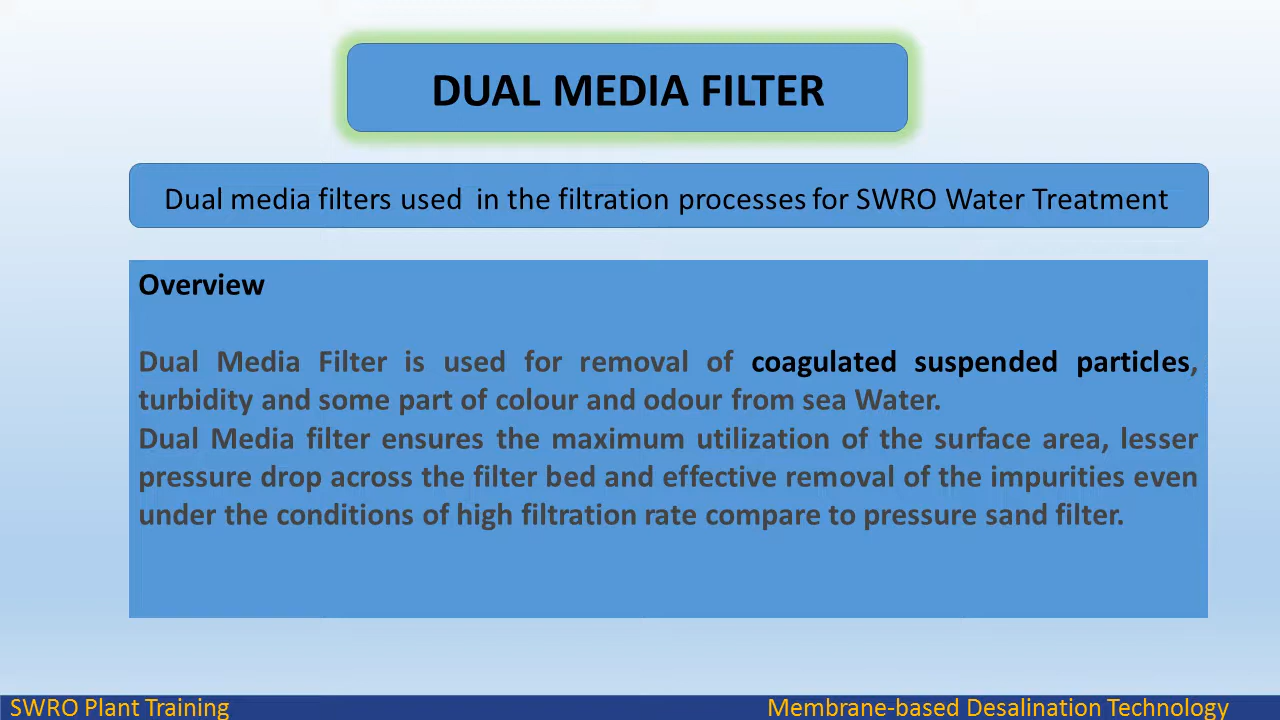 DUAL MEDIA FILTER
Dual media filters used in the filtration processes for SWRO Water Treatment
Overview
Dual Media Filter is used for removal of coagulated suspended particles,
turbidity and some part of colour and odour from sea Water.
Dual Media filter ensures the maximum utilization of the surface area, lesser
pressure drop across the filter bed and effective removal of the impurities even
under the conditions of high filtration rate compare to pressure sand filter.
SWRO Plant Training
Membrane-based Desalination Technology